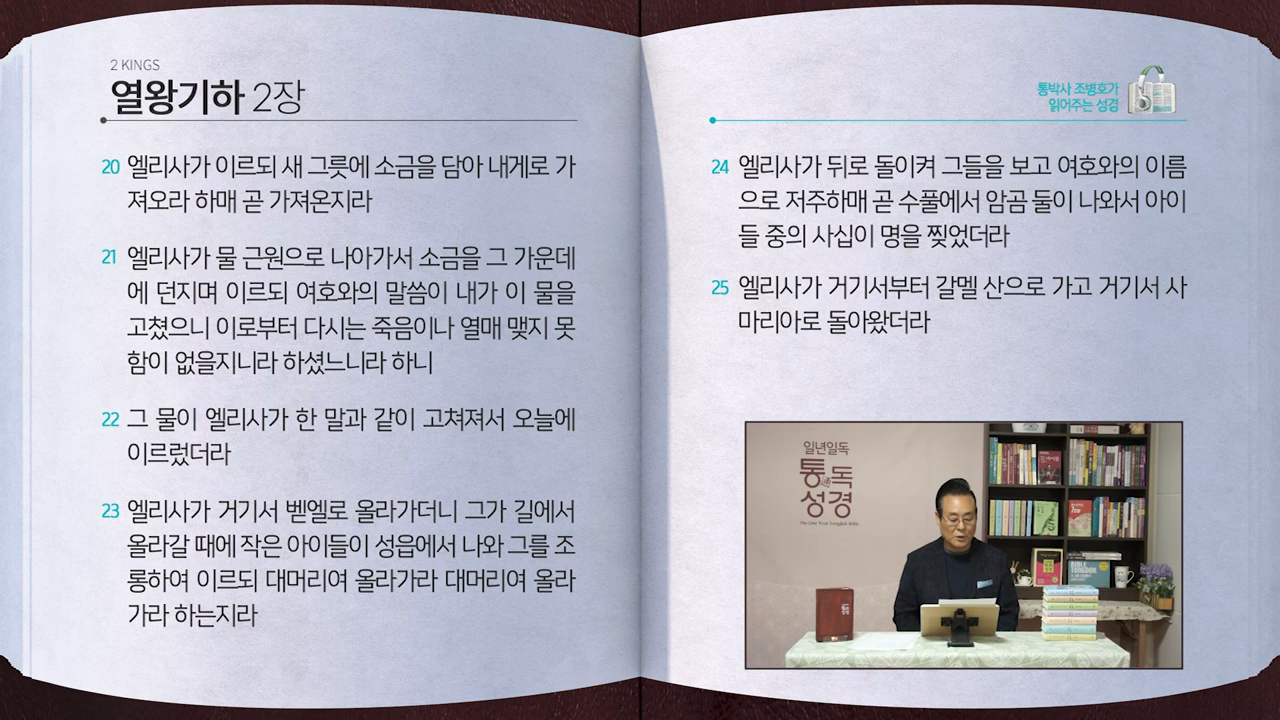 2 KINGS
열왕기하 2장
20 엘리사가 이르되 새 그릇에 소금을 담아 내게로 가
져오라 하매 곧 가져온지라
21 엘리사가 물 근원으로 나아가서 소금을 그 가운데
에 던지며 이르되 여호와의 말씀이 내가 이 물을
고쳤으니 이로부터 다시는 죽음이나 열매 맺지 못
함이 없을지니라 하셨느니라 하니
22 그 물이 엘리사가 한 말과 같이 고쳐져서 오늘에
이르렀더라
23 엘리사가 거기서 벧엘로 올라가더니 그가 길에서
올라갈 때에 작은 아이들이 성읍에서 나와 그를 조
롱하여 이르되 대머리여 올라가라 대머리여 올라
가라 하는지라
통박사 조병호가
읽어주는 성경
24 엘리사가 뒤로 돌이켜 그들을 보고 여호와의 이름
으로 저주하매 곧 수풀에서 암곰 둘이 나와서 아이
들 중의 사십이 명을 찢었더라
25 엘리사가 거기서부터 갈멜 산으로 가고 거기서 사
마리아로 돌아왔더라
일년일독
통독
성경
The One Year Tongdok Bible
BIBLE
TONGDOK